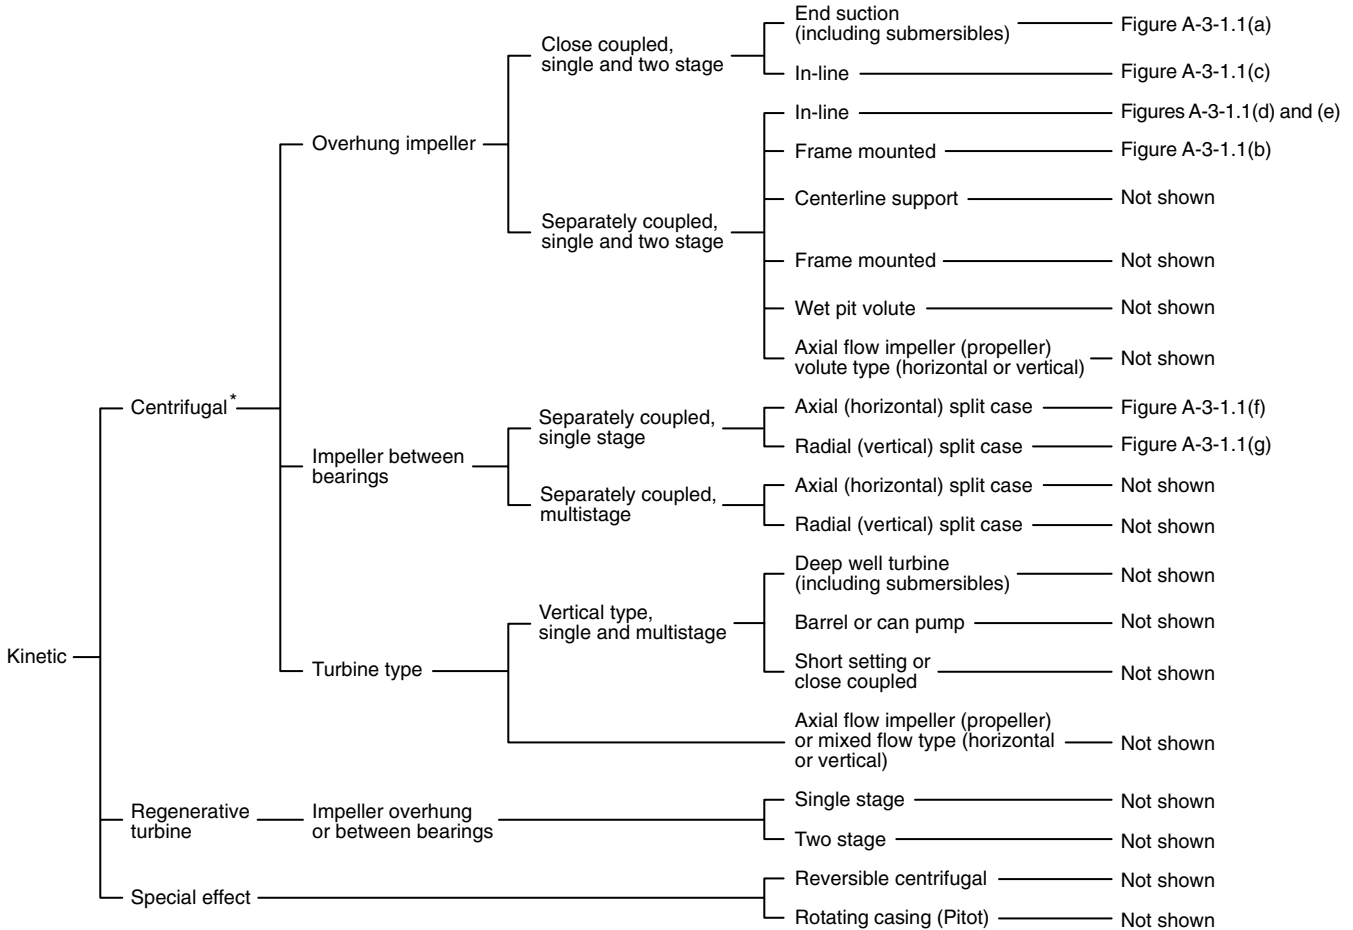 End suction
(including submersibles)
Figure A-3-1.1(a)
Close coupled,
single and two stage
In-line
Figure A-3-1.1(c)
In-line
Figures A-3-1.1(d) and (e)
Overhung impeller
Frame mounted
Figure A-3-1.1(b)
Centerline support
Not shown
Separately coupled,
single and two stage
Frame mounted
Not shown
Wet pit volute
Not shown
Axial flow impeller (propeller)
volute type (horizontal or vertical)
Not shown
Centrifugal*
Separately coupled,
single stage
Axial (horizontal) split case
Figure A-3-1.1(f)
Radial (vertical) split case
Figure A-3-1.1(g)
Impeller between
bearings
Separately coupled,
multistage
Axial (horizontal) split case
Not shown
Radial (vertical) split case
Not shown
Deep well turbine
(including submersibles)
Not shown
Vertical type,
single and multistage
Barrel or can pump
Not shown
Kinetic
Turbine type
Short setting or
close coupled
Not shown
Axial flow impeller (propeller)
or mixed flow type (horizontal
or vertical)
Not shown
Regenerative
turbine
Impeller overhung
or between bearings
Single stage
Not shown
Two stage
Not shown
Special effect
Reversible centrifugal
Not shown
Rotating casing (Pitot)
Not shown